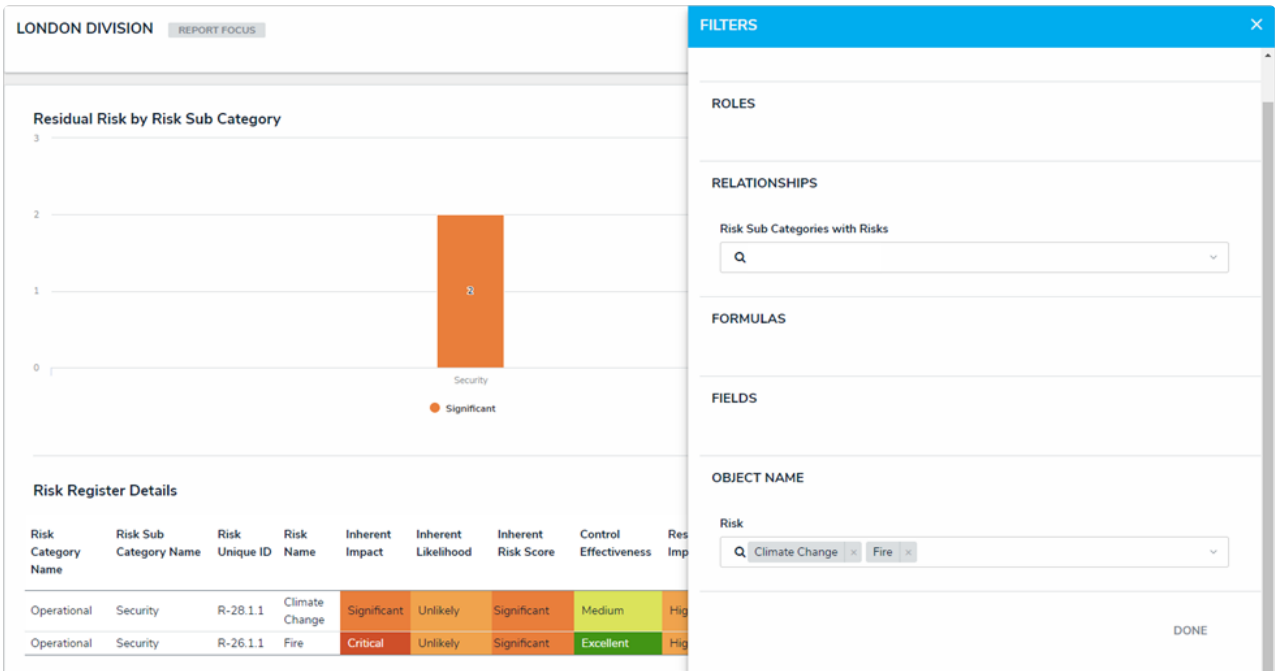 LONDON DIVISION REPORT FOCUS
Residual Risk by Risk Sub Category
3
2
1
0
2
Security
Significant
Risk Register Details
Risk Category Name Risk Sub Category Name Risk Unique ID Risk Name Inherent Impact Inherent Likelihood Inherent Risk Score Control Effectiveness Res Imp
Operational Security R-28.1.1 Climate Change Significant Unlikely Significant Medium Hig
Operational Security R-26.1.1 Fire Critical Unlikely Significant Excellent Hig
FILTERS ×
ROLES
RELATIONSHIPS
Risk Sub Categories with Risks
FORMULAS
FIELDS
OBJECT NAME
Risk
Climate Change × Fire ×
DONE